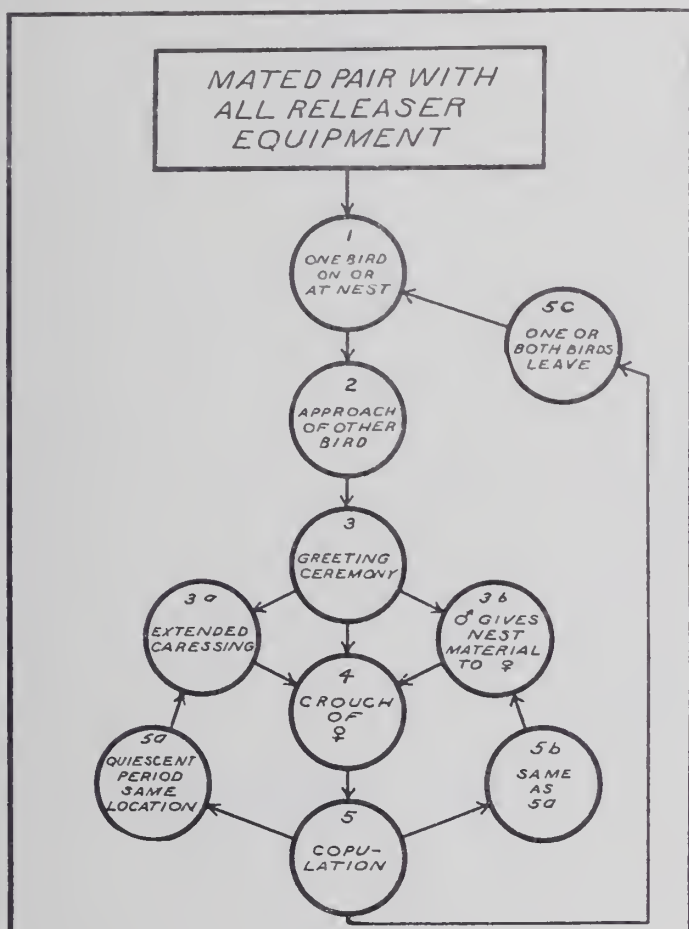 MATED PAIR WITH
ALL RELEASER
EQUIPMENT
1
ONE BIRD
ON OR
AT NEST
5C
ONE OR
BOTH BIRDS
LEAVE
2
APPROACH
OF OTHER
BIRD
3
GREETING
CEREMONY
3a
EXTENDED
CARESSING
3b
♂ GIVES
NEST
MATERIAL
TO ♀
4
CROUCH
OF
♀
5a
QUIESCENT
PERIOD
SAME
LOCATION
5b
SAME
AS
5a
5
COPU-
LATION